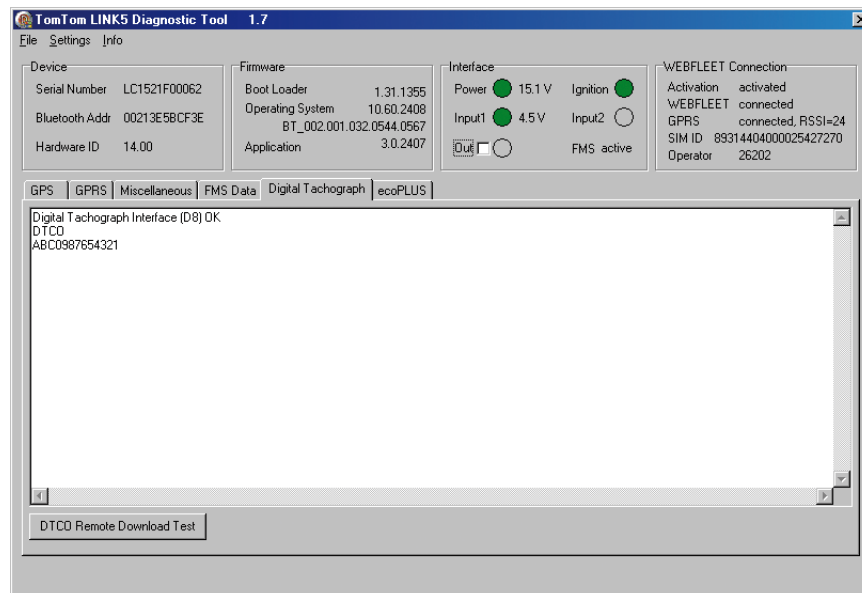 TomTom LINK5 Diagnostic Tool 1.7
File Settings Info
Device
Serial Number LC1521F00062
Bluetooth Addr 00213E5BCF3E
Hardware ID 14.00
Firmware
Boot Loader 1.31.1355
Operating System 10.60.2408
BT_002.001.032.0544.0567
Application 3.0.2407
Interface
Power 15.1 V Ignition
Input1 4.5 V Input2
Out FMS active
WEBFLEET Connection
Activation activated
WEBFLEET connected
GPRS connected, RSSI=24
SIM ID 89314404000025427270
Operator 26202
GPS GPRS Miscellaneous FMS Data Digital Tachograph ecoPLUS
Digital Tachograph Interface (D8) OK
DTCO
ABC0987654321
DTCO Remote Download Test